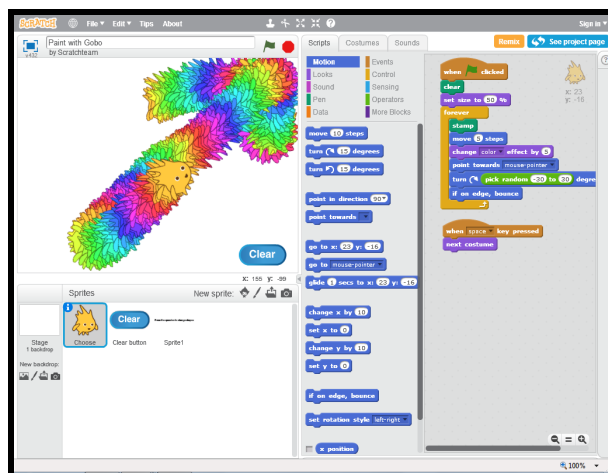 SCRATCH File Edit Tips About Sign in
v432 Paint with Gobo
by Scratchteam
Clear
x: 155 y: -99
Sprites New sprite:
Stage
1 backdrop
New backdrop:
Choose
Clear
Clear button
Sprite1
Scripts Costumes Sounds Remix See project page
Motion Events
Looks Control
Sound Sensing
Pen Operators
Data More Blocks
move 10 steps
turn 15 degrees
turn 15 degrees
point in direction 90
point towards
go to x: 23 y: -16
go to mouse-pointer
glide 1 secs to x: 23 y: -16
change x by 10
set x to 0
change y by 10
set y to 0
if on edge, bounce
set rotation style left-right
x position
when clicked
clear
set size to 50 %
forever
stamp
move 5 steps
change color effect by 5
point towards mouse-pointer
turn pick random -30 to 30 degre
if on edge, bounce
when space key pressed
next costume
x: 23
y: -16
100%